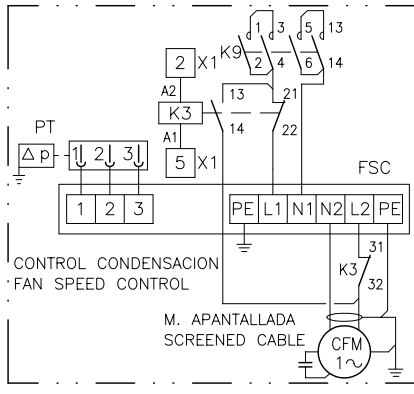 1 3 5 13
K9
2 4 6 14
2 X1
A2
13 21
K3
14 22
A1
5 X1
PT
Δp 1 2 3
FSC
1 2 3
PE L1 N1 N2 L2 PE
CONTROL CONDENSACION
FAN SPEED CONTROL
31
K3
32
M. APANTALLADA
SCREENED CABLE
CFM
1~